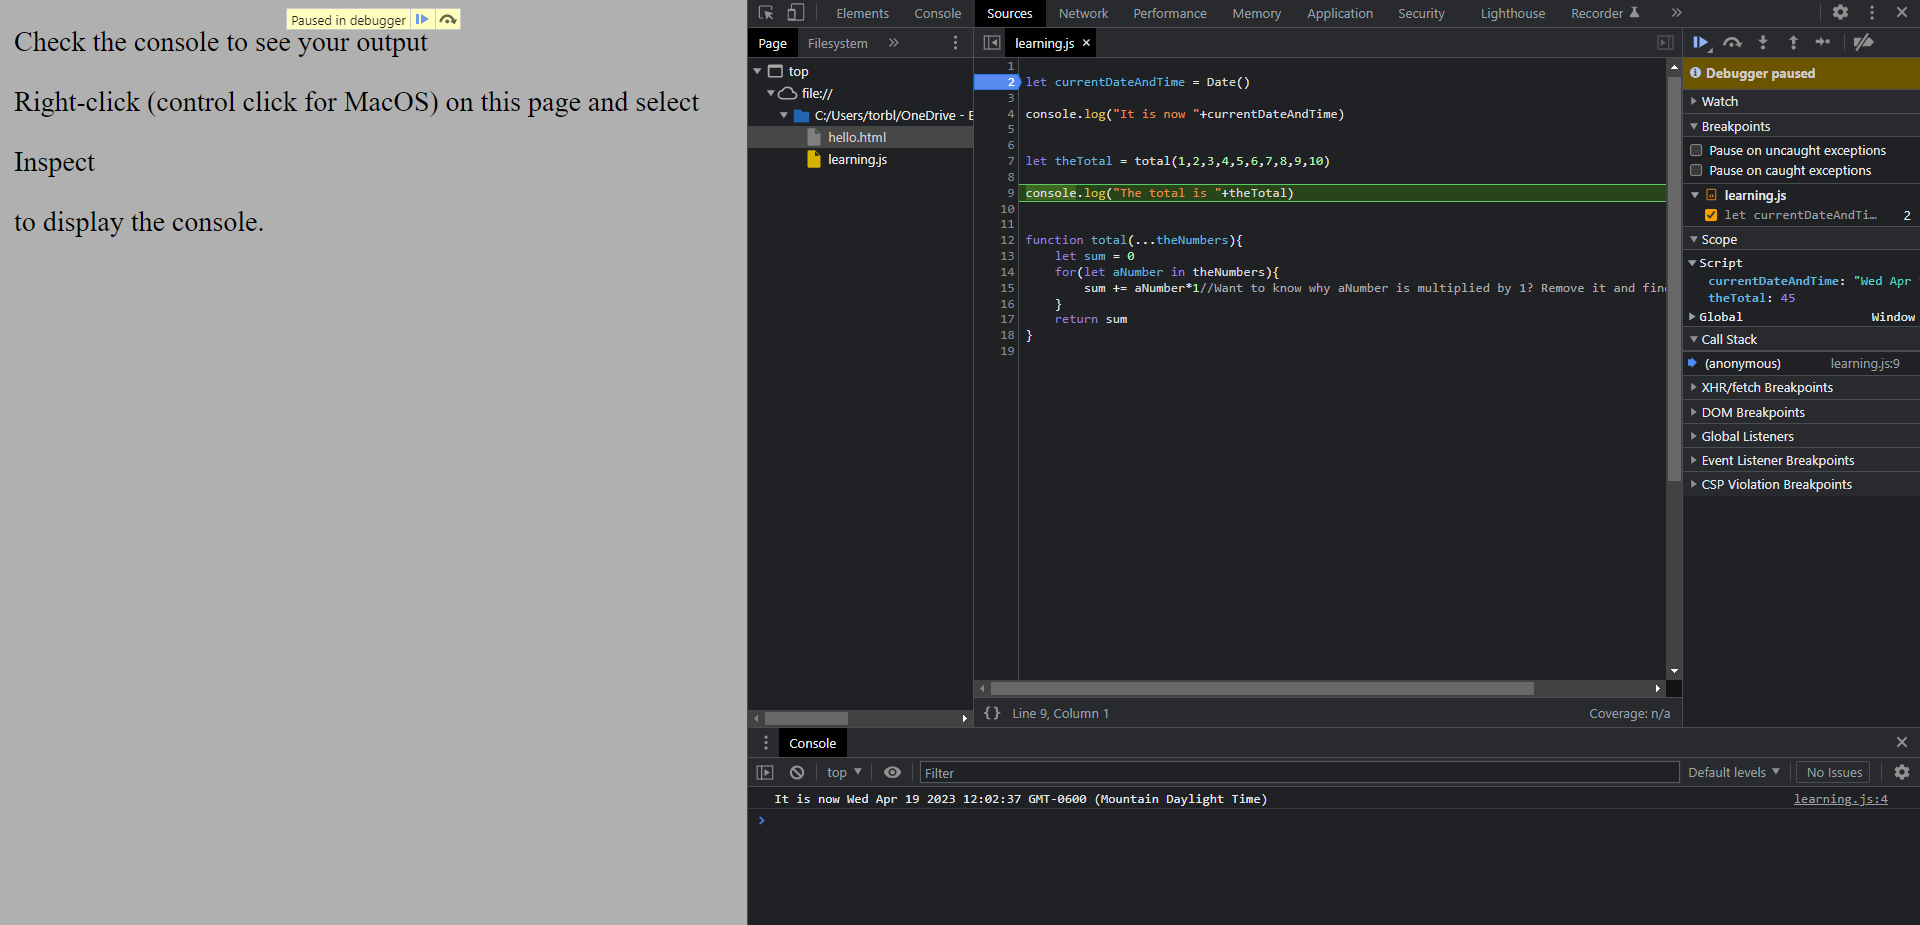 Paused in debugger
Check the console to see your output
Right-click (control click for MacOS) on this page and select
Inspect
to display the console.
Elements Console Sources Network Performance Memory Application Security Lighthouse Recorder »
Page Filesystem »
top
file://
C:/Users/torbl/OneDrive - E
hello.html
learning.js
learning.js ×
1
2 let currentDateAndTime = Date()
3
4 console.log("It is now "+currentDateAndTime)
5
6
7 let theTotal = total(1,2,3,4,5,6,7,8,9,10)
8
9 console.log("The total is "+theTotal)
10
11
12 function total(...theNumbers){
13 let sum = 0
14 for(let aNumber in theNumbers){
15 sum += aNumber*1//Want to know why aNumber is multiplied by 1? Remove it and fin
16 }
17 return sum
18 }
19
{} Line 9, Column 1 Coverage: n/a
Debugger paused
Watch
Breakpoints
Pause on uncaught exceptions
Pause on caught exceptions
learning.js
let currentDateAndTi… 2
Scope
Script
currentDateAndTime: "Wed Apr
theTotal: 45
Global Window
Call Stack
(anonymous) learning.js:9
XHR/fetch Breakpoints
DOM Breakpoints
Global Listeners
Event Listener Breakpoints
CSP Violation Breakpoints
Console
top Filter Default levels No Issues
It is now Wed Apr 19 2023 12:02:37 GMT-0600 (Mountain Daylight Time) learning.js:4
>